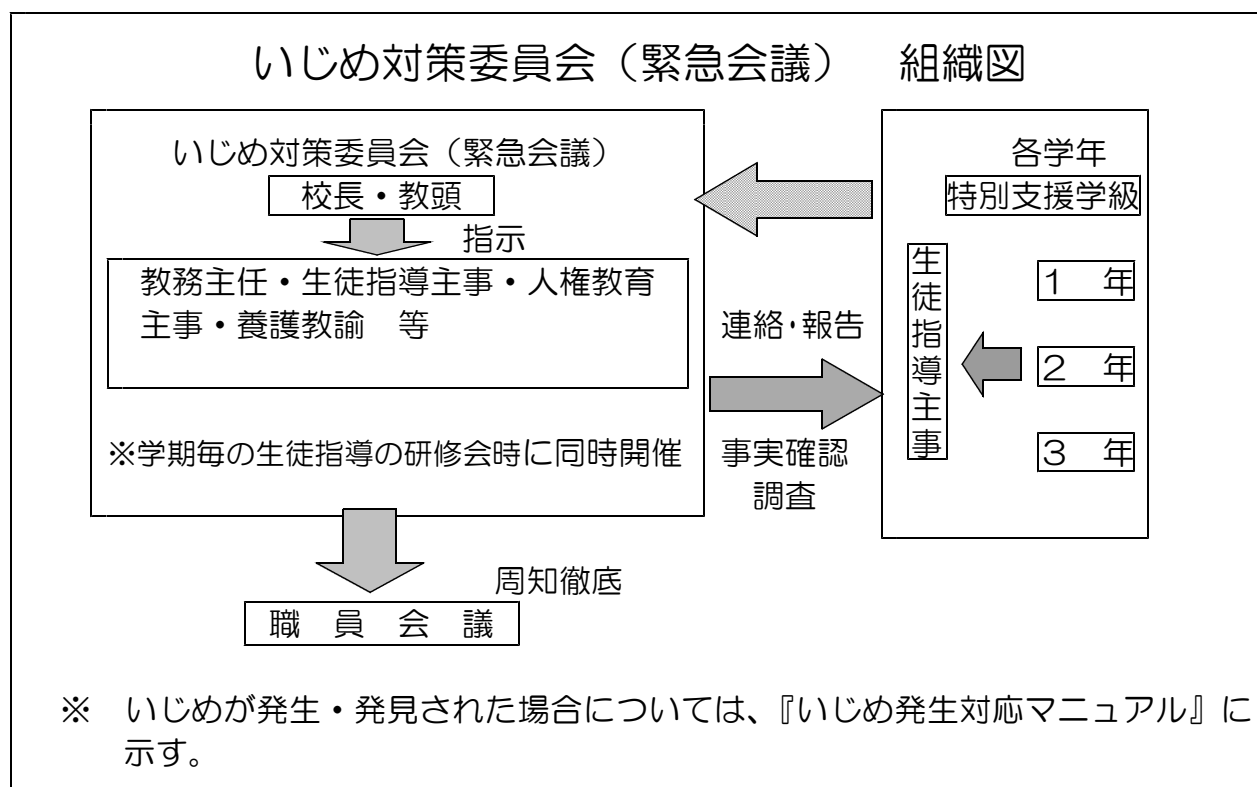 いじめ対策委員会（緊急会議）　組織図
いじめ対策委員会（緊急会議）
校長・教頭
指示
教務主任・生徒指導主事・人権教育
主事・養護教諭　等
※学期毎の生徒指導の研修会時に同時開催
連絡・報告
事実確認
調査
各学年
特別支援学級
生徒指導主事
１　年
２　年
３　年
周知徹底
職　員　会　議
※　いじめが発生・発見された場合については、『いじめ発生対応マニュアル』に
示す。